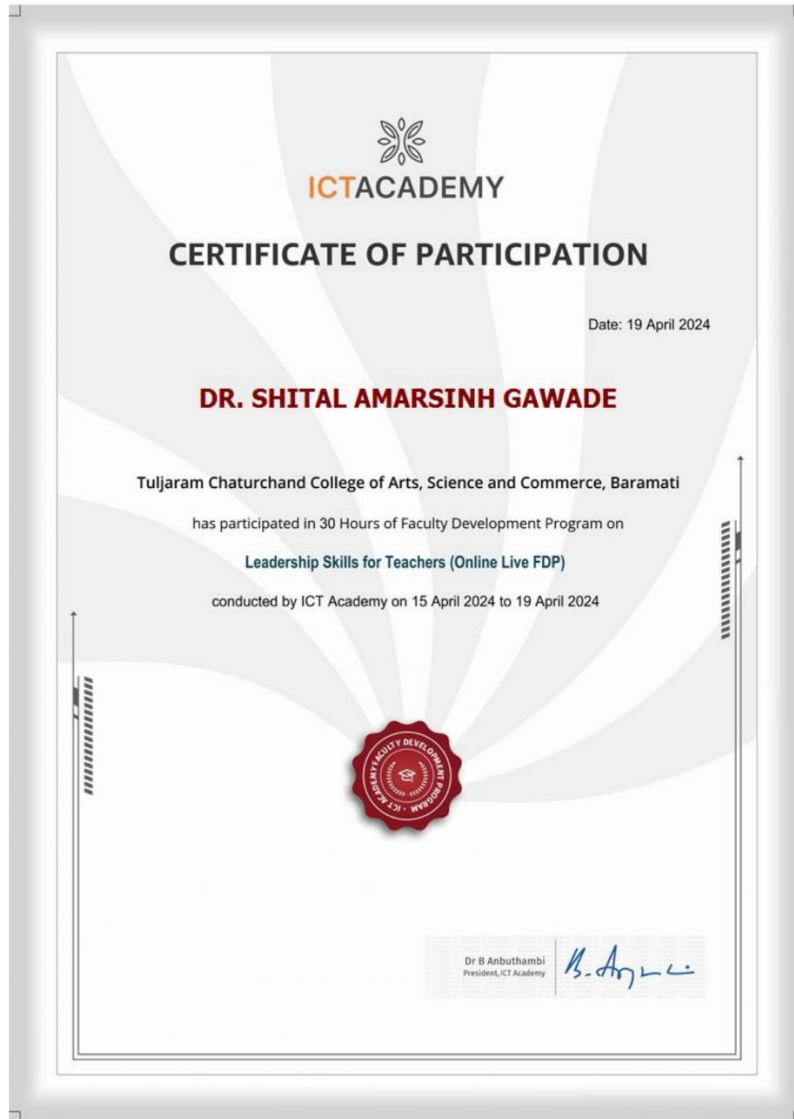 ICTACADEMY
CERTIFICATE OF PARTICIPATION
Date: 19 April 2024
DR. SHITAL AMARSINH GAWADE
Tuljaram Chaturchand College of Arts, Science and Commerce, Baramati
has participated in 30 Hours of Faculty Development Program on
Leadership Skills for Teachers (Online Live FDP)
conducted by ICT Academy on 15 April 2024 to 19 April 2024
FACULTY DEVELOPMENT PROGRAM · ICT ACADEMY
Dr B Anbuthambi
President, ICT Academy